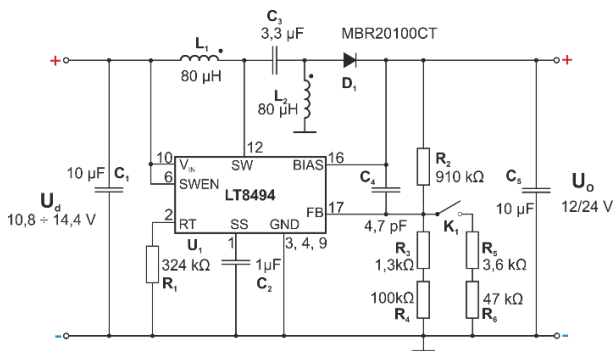 C₃
3,3 µF
MBR20100CT
L₁
80 µH
L₂
80 µH
D₁
+
+
12
10
V_IN
SW
BIAS
16
6
SWEN
LT8494
10 µF
C₁
C₄
R₂
910 kΩ
C₅
U_d
10,8 ÷ 14,4 V
U_o
12/24 V
10 µF
2
RT
SS
GND
FB
17
4,7 pF
K₁
U₁
1
3, 4, 9
324 kΩ
R₁
1µF
C₂
R₃
1,3kΩ
R₅
3,6 kΩ
100kΩ
R₄
47 kΩ
R₆
-
-